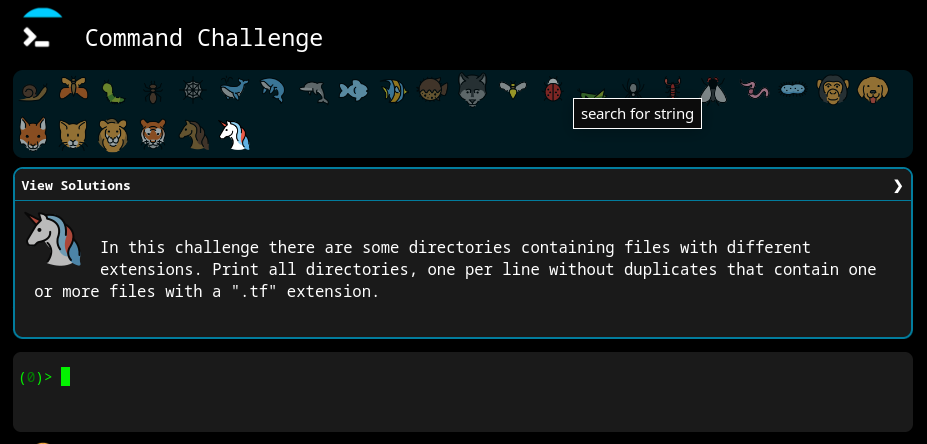 Command Challenge
search for string
View Solutions
In this challenge there are some directories containing files with different
extensions. Print all directories, one per line without duplicates that contain one
or more files with a ".tf" extension.
(0)>